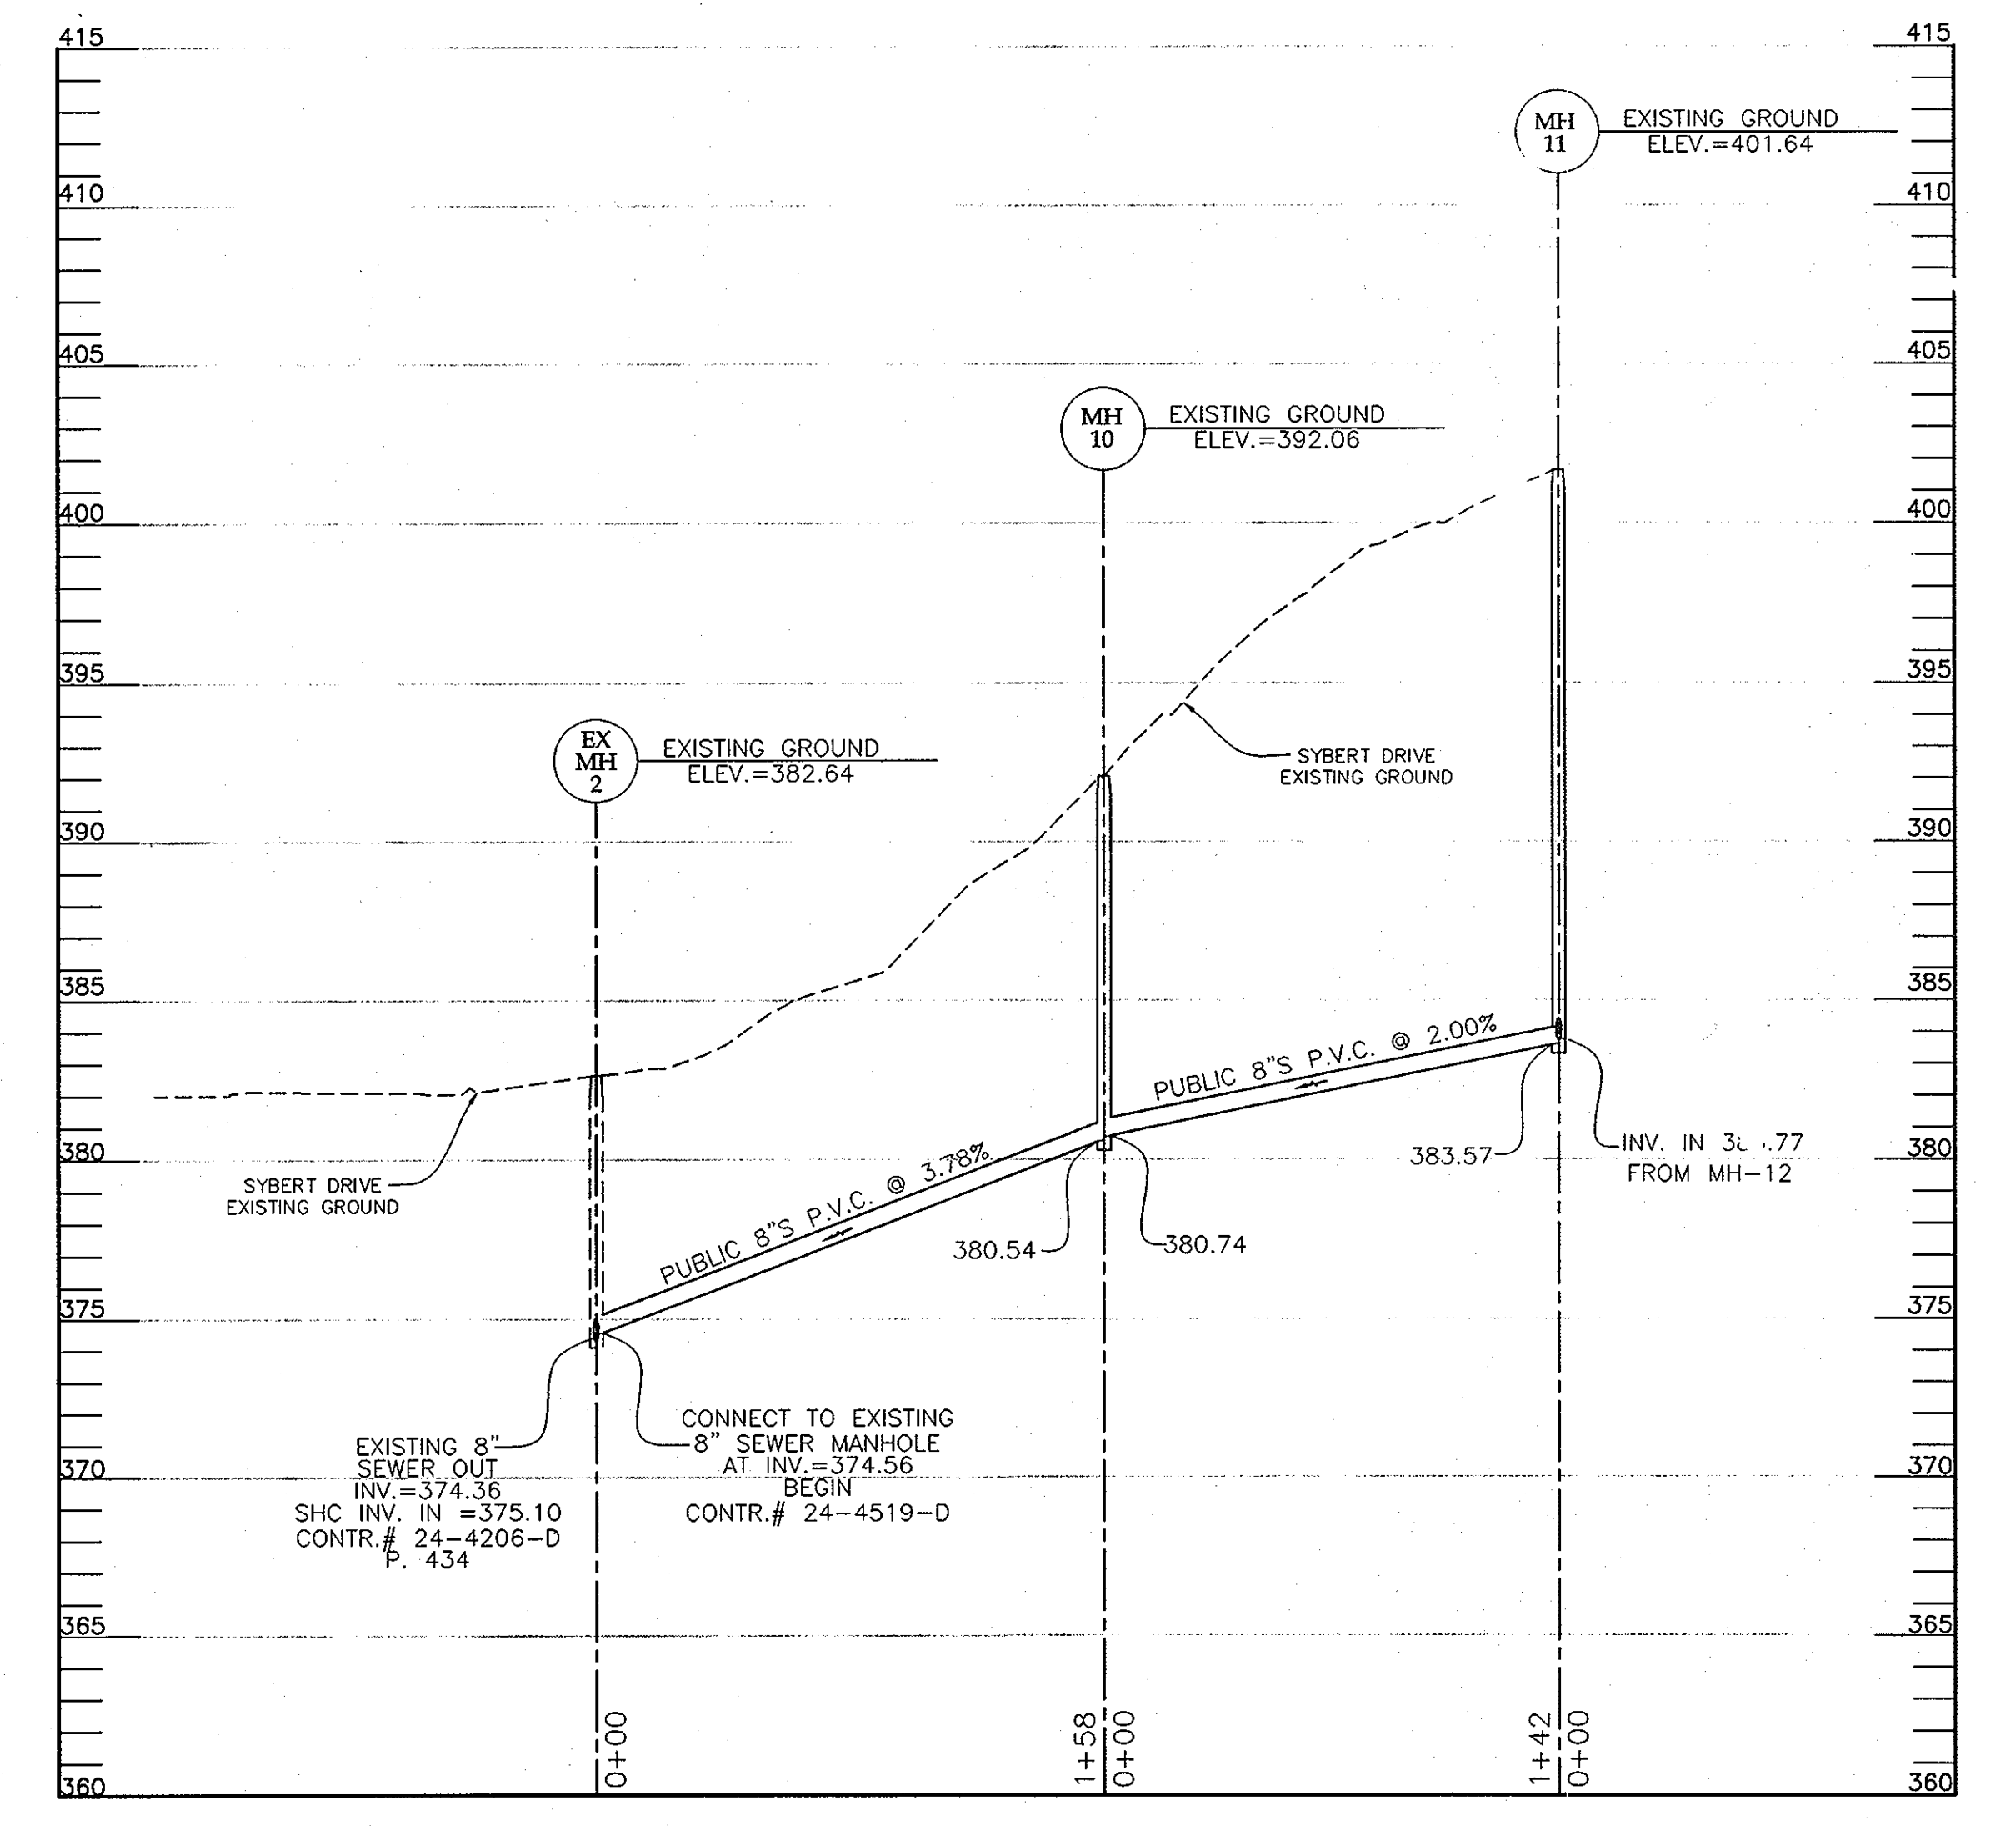 415
415
MH
11
EXISTING GROUND
ELEV.=401.64
410
410
405
405
MH
10
EXISTING GROUND
ELEV.=392.06
400
400
395
395
EX
MH
2
EXISTING GROUND
ELEV.=382.64
SYBERT DRIVE
EXISTING GROUND
390
390
385
385
PUBLIC 8"S P.V.C. @ 2.00%
PUBLIC 8"S P.V.C. @ 3.78%
380
380
383.57
INV. IN
FROM MH-12
SYBERT DRIVE
EXISTING GROUND
380.54
380.74
375
375
EXISTING 8"
SEWER OUT
INV.=374.36
SHC INV. IN =375.10
CONTR.# 24-4206-D
P. 434
CONNECT TO EXISTING
8" SEWER MANHOLE
AT INV.=374.56
BEGIN
CONTR.# 24-4519-D
370
370
365
365
0+00
1+58
0+00
1+42
0+00
360
360